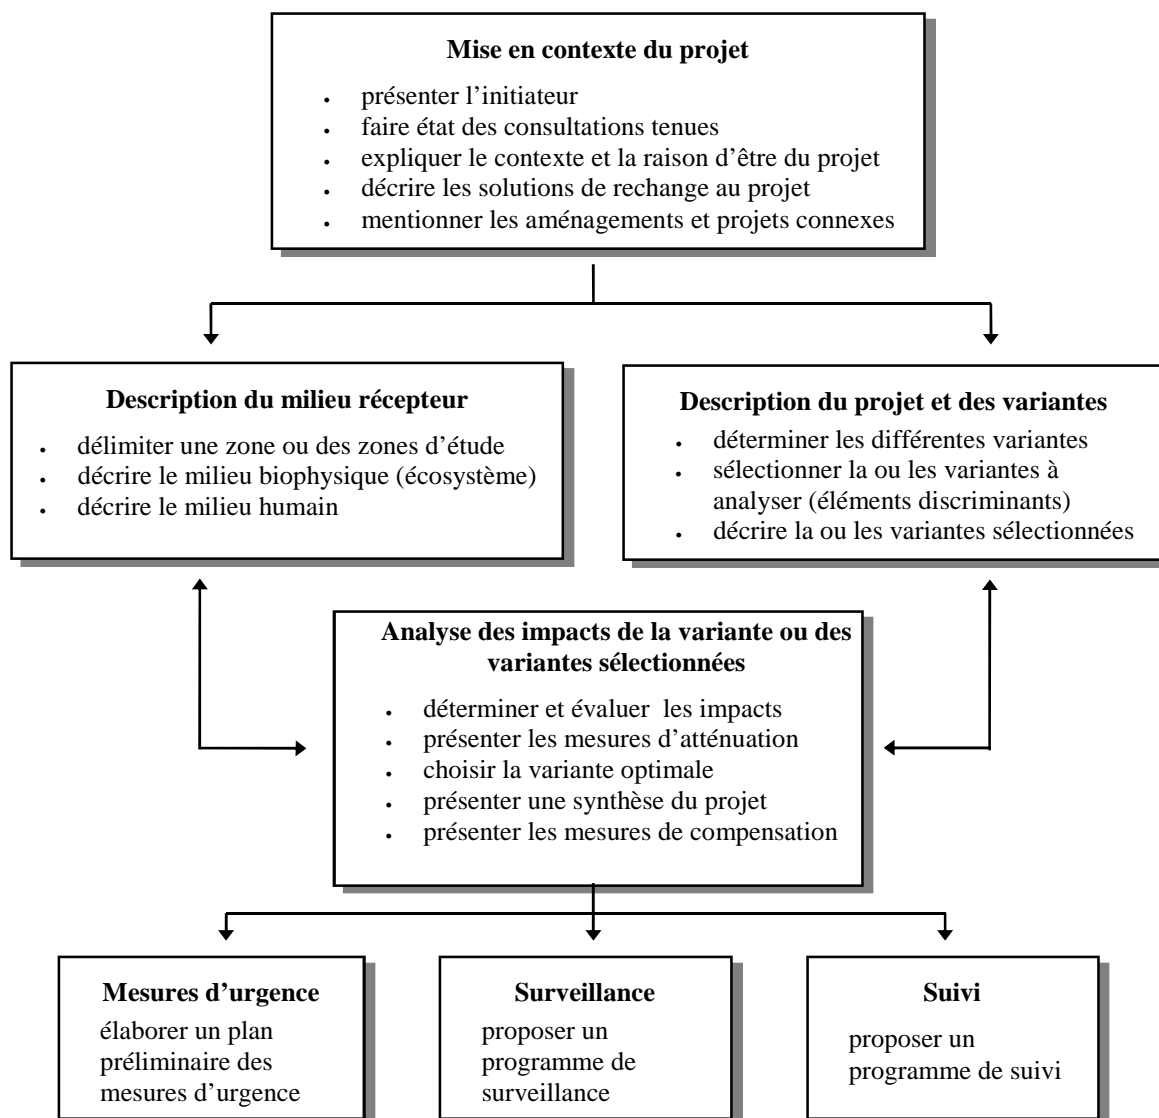 Mise en contexte du projet
• présenter l’initiateur
• faire état des consultations tenues
• expliquer le contexte et la raison d’être du projet
• décrire les solutions de rechange au projet
• mentionner les aménagements et projets connexes
Description du milieu récepteur
• délimiter une zone ou des zones d’étude
• décrire le milieu biophysique (écosystème)
• décrire le milieu humain
Description du projet et des variantes
• déterminer les différentes variantes
• sélectionner la ou les variantes à
analyser (éléments discriminants)
• décrire la ou les variantes sélectionnées
Analyse des impacts de la variante ou des
variantes sélectionnées
• déterminer et évaluer les impacts
• présenter les mesures d’atténuation
• choisir la variante optimale
• présenter une synthèse du projet
• présenter les mesures de compensation
Mesures d’urgence
élaborer un plan
préliminaire des
mesures d’urgence
Surveillance
proposer un
programme de
surveillance
Suivi
proposer un
programme de suivi